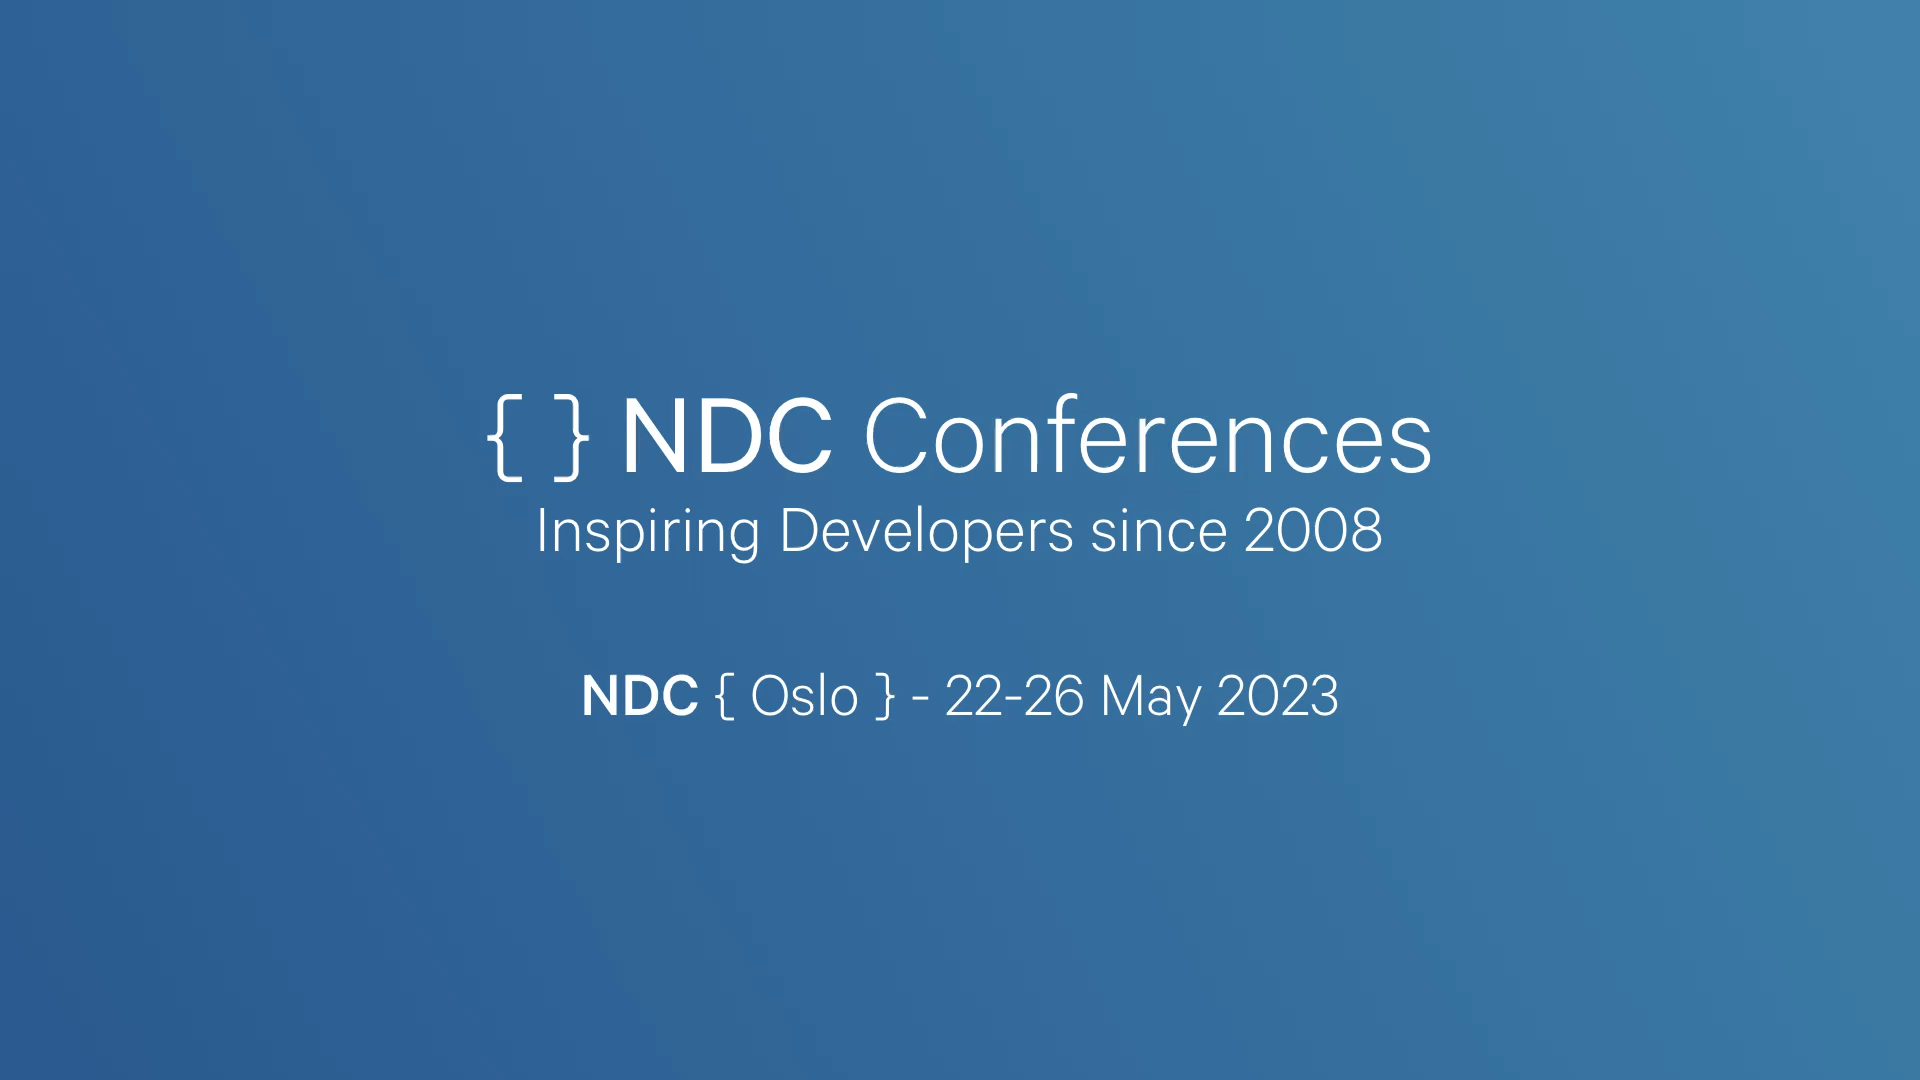 { } NDC Conferences
Inspiring Developers since 2008
NDC { Oslo } - 22-26 May 2023